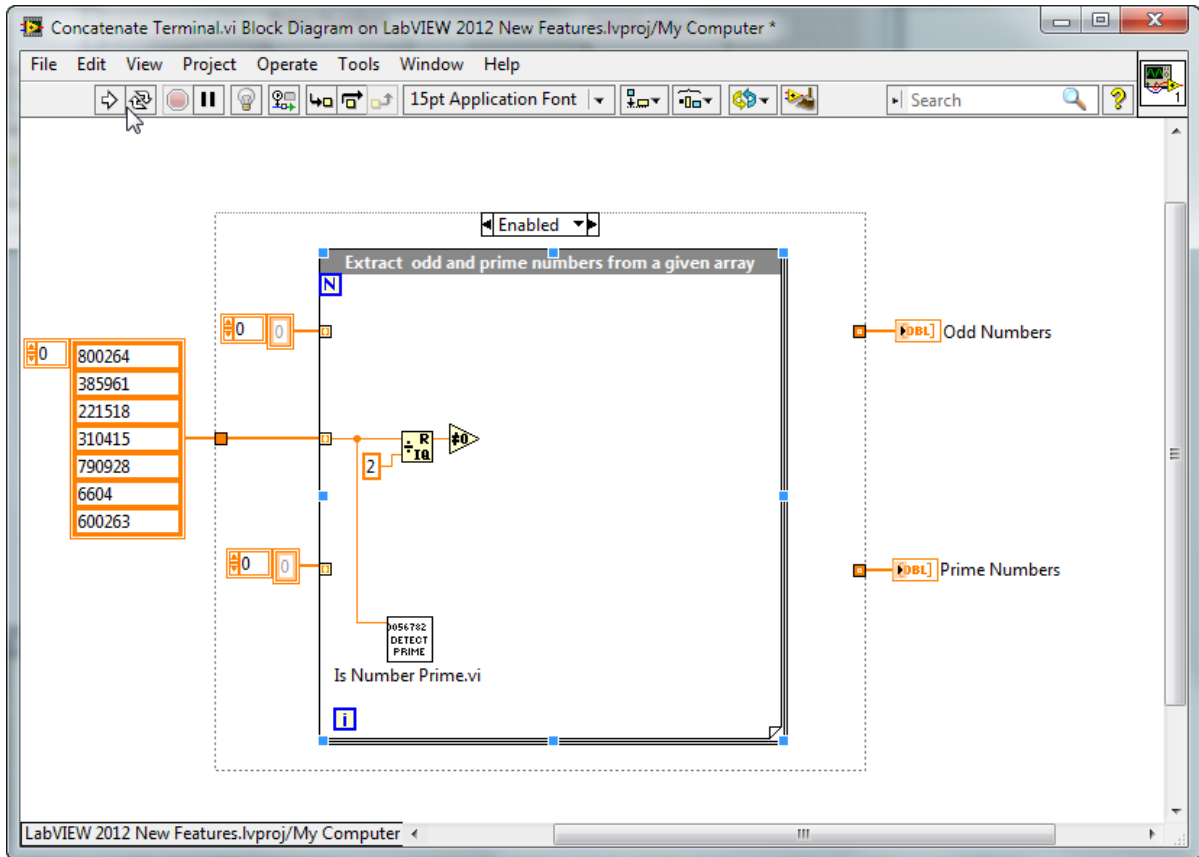 Concatenate Terminal.vi Block Diagram on LabVIEW 2012 New Features.lvproj/My Computer *
File Edit View Project Operate Tools Window Help
15pt Application Font
Search
?
1
Enabled
Extract odd and prime numbers from a given array
N
0 0
DBL] Odd Numbers
0
800264
385961
221518
310415
790928
6604
600263
R
IQ
≠0
2
0 0
DBL] Prime Numbers
0056782
DETECT
PRIME
Is Number Prime.vi
i
LabVIEW 2012 New Features.lvproj/My Computer